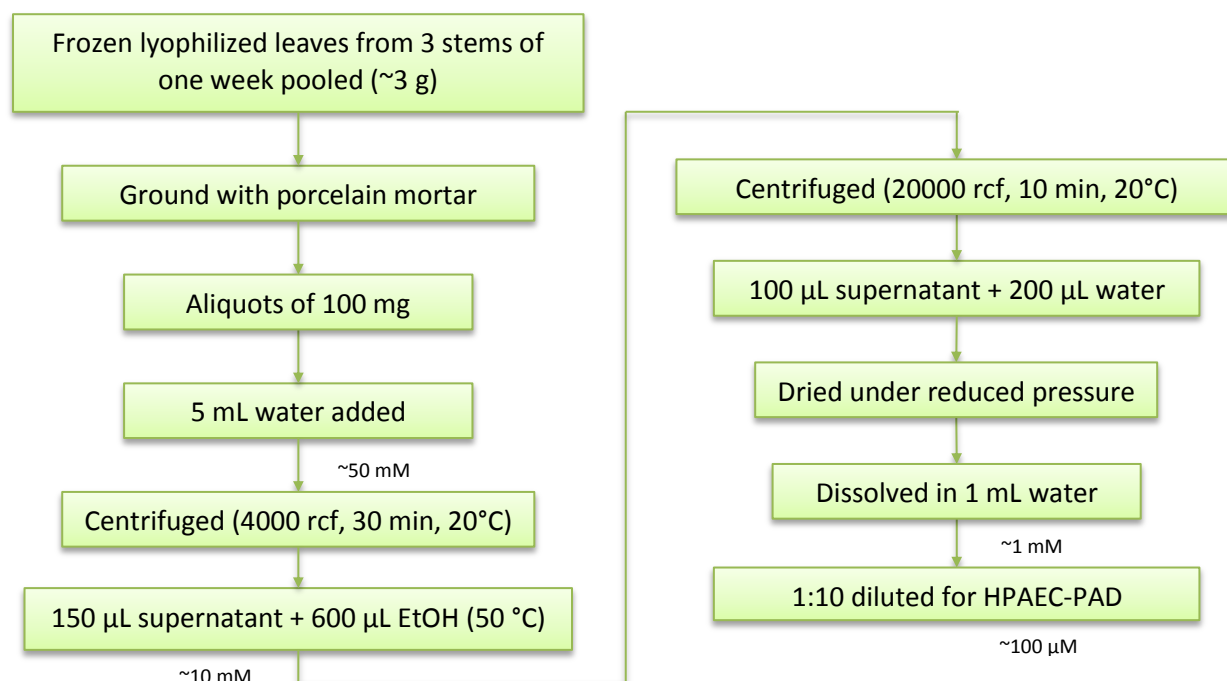 Frozen lyophilized leaves from 3 stems of
one week pooled (~3 g)
Ground with porcelain mortar
Aliquots of 100 mg
5 mL water added
~50 mM
Centrifuged (4000 rcf, 30 min, 20°C)
150 µL supernatant + 600 µL EtOH (50 °C)
~10 mM
Centrifuged (20000 rcf, 10 min, 20°C)
100 µL supernatant + 200 µL water
Dried under reduced pressure
Dissolved in 1 mL water
~1 mM
1:10 diluted for HPAEC-PAD
~100 µM